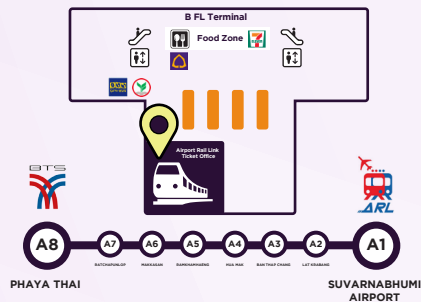 B FL Terminal
Food Zone
Airport Rail Link
Ticket Office
BTS
ARL
A8
A7
A6
A5
A4
A3
A2
A1
RATCHAPRAROP
MAKKASAN
RAMKHAMHAENG
HUA MAK
BAN THAP CHANG
LAT KRABANG
PHAYA THAI
SUVARNABHUMI
AIRPORT